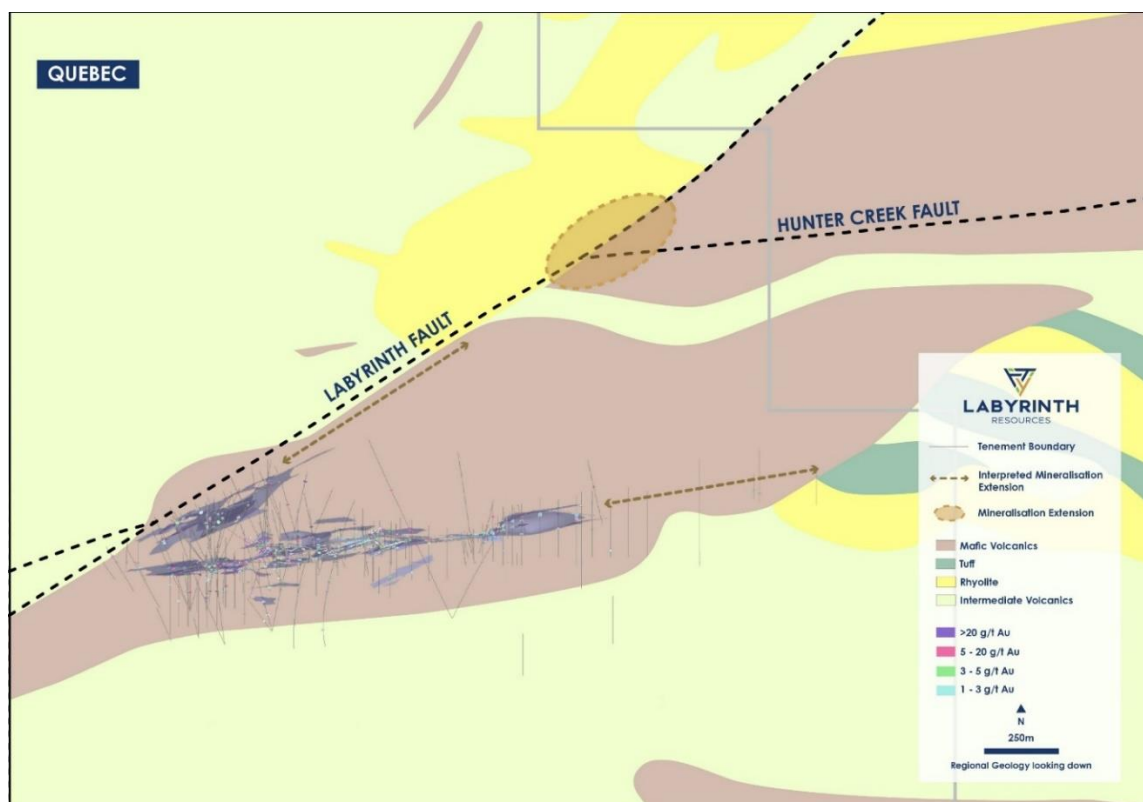 QUEBEC
HUNTER CREEK FAULT
LABYRINTH FAULT
LABYRINTH
RESOURCES
Tenement Boundary
Interpreted Mineralisation
Extension
Mineralisation Extension
Mafic Volcanics
Tuff
Rhyolite
Intermediate Volcanics
>20 g/t Au
5 - 20 g/t Au
3 - 5 g/t Au
1 - 3 g/t Au
N
250m
Regional Geology looking down